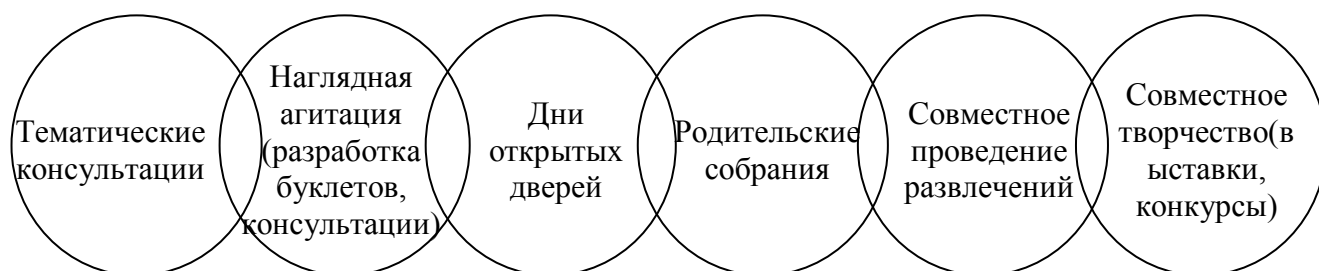 Тематические
консультации
Наглядная
агитация
(разработка
буклетов,
консультации)
Дни
открытых
дверей
Родительские
собрания
Совместное
проведение
развлечений
Совместное
творчество(в
ыставки,
конкурсы)